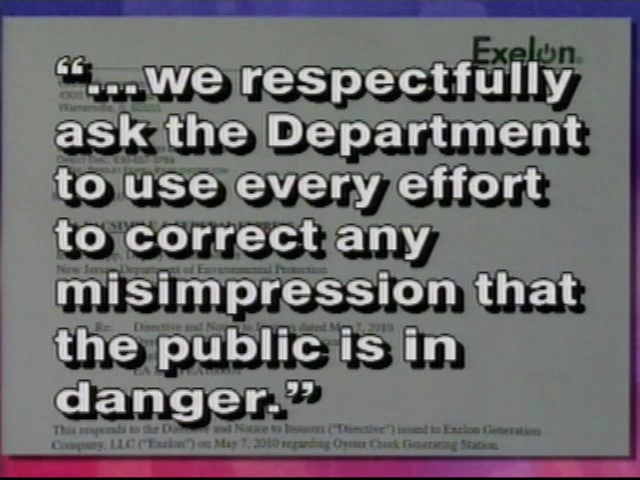 Exelon
"...we respectfully
ask the Department
to use every effort
to correct any
misimpression that
the public is in
danger."
Warrenville,
New Jersey Department of Environmental Protection
Re: Directive and Notice to Insurers dated May 7, 2010
This responds to the Directive and Notice to Insurers ("Directive") issued to Exelon Generation
Company, LLC ("Exelon") on May 7, 2010 regarding Oyster Creek Generating Station